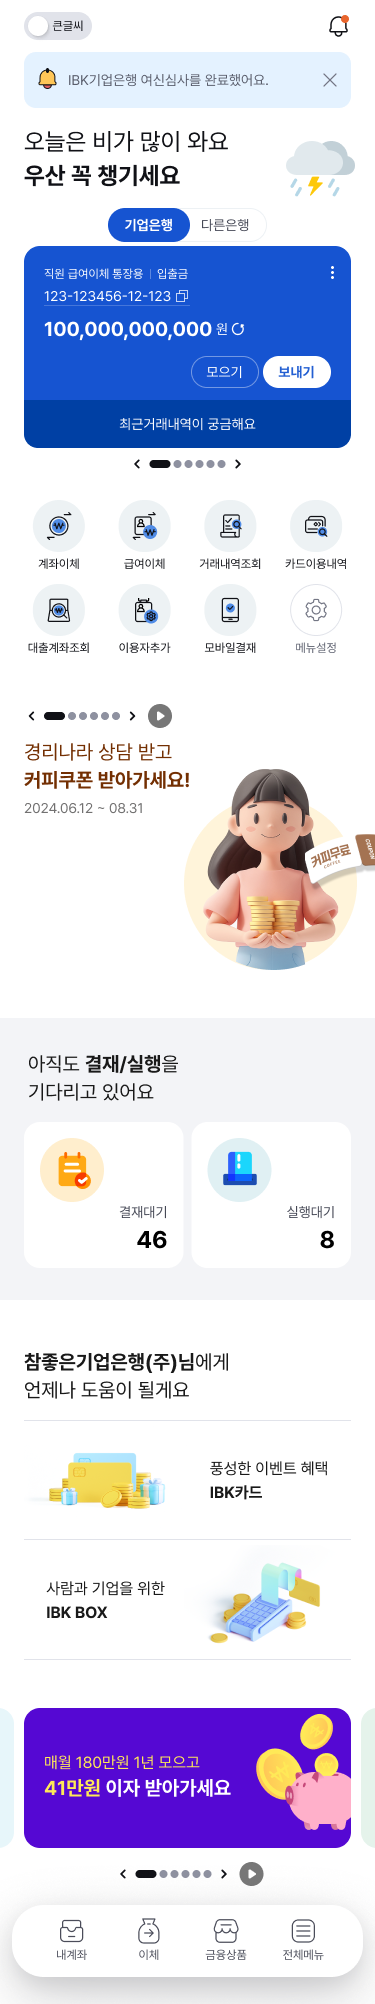 큰글씨
IBK기업은행 여신심사를 완료했어요.
오늘은 비가 많이 와요
우산 꼭 챙기세요
기업은행 다른은행
직원 급여이체 통장용 | 입출금
123-123456-12-123
100,000,000,000 원
모으기 보내기
최근거래내역이 궁금해요
계좌이체 급여이체 거래내역조회 카드이용내역
대출계좌조회 이용자추가 모바일결재 메뉴설정
경리나라 상담 받고
커피쿠폰 받아가세요!
2024.06.12 ~ 08.31
커피무료
COFFEE
COUPON
아직도 결재/실행을
기다리고 있어요
결재대기 실행대기
46 8
참좋은기업은행(주)님에게
언제나 도움이 될게요
풍성한 이벤트 혜택
IBK카드
사람과 기업을 위한
IBK BOX
매월 180만원 1년 모으고
41만원 이자 받아가세요
내계좌 이체 금융상품 전체메뉴